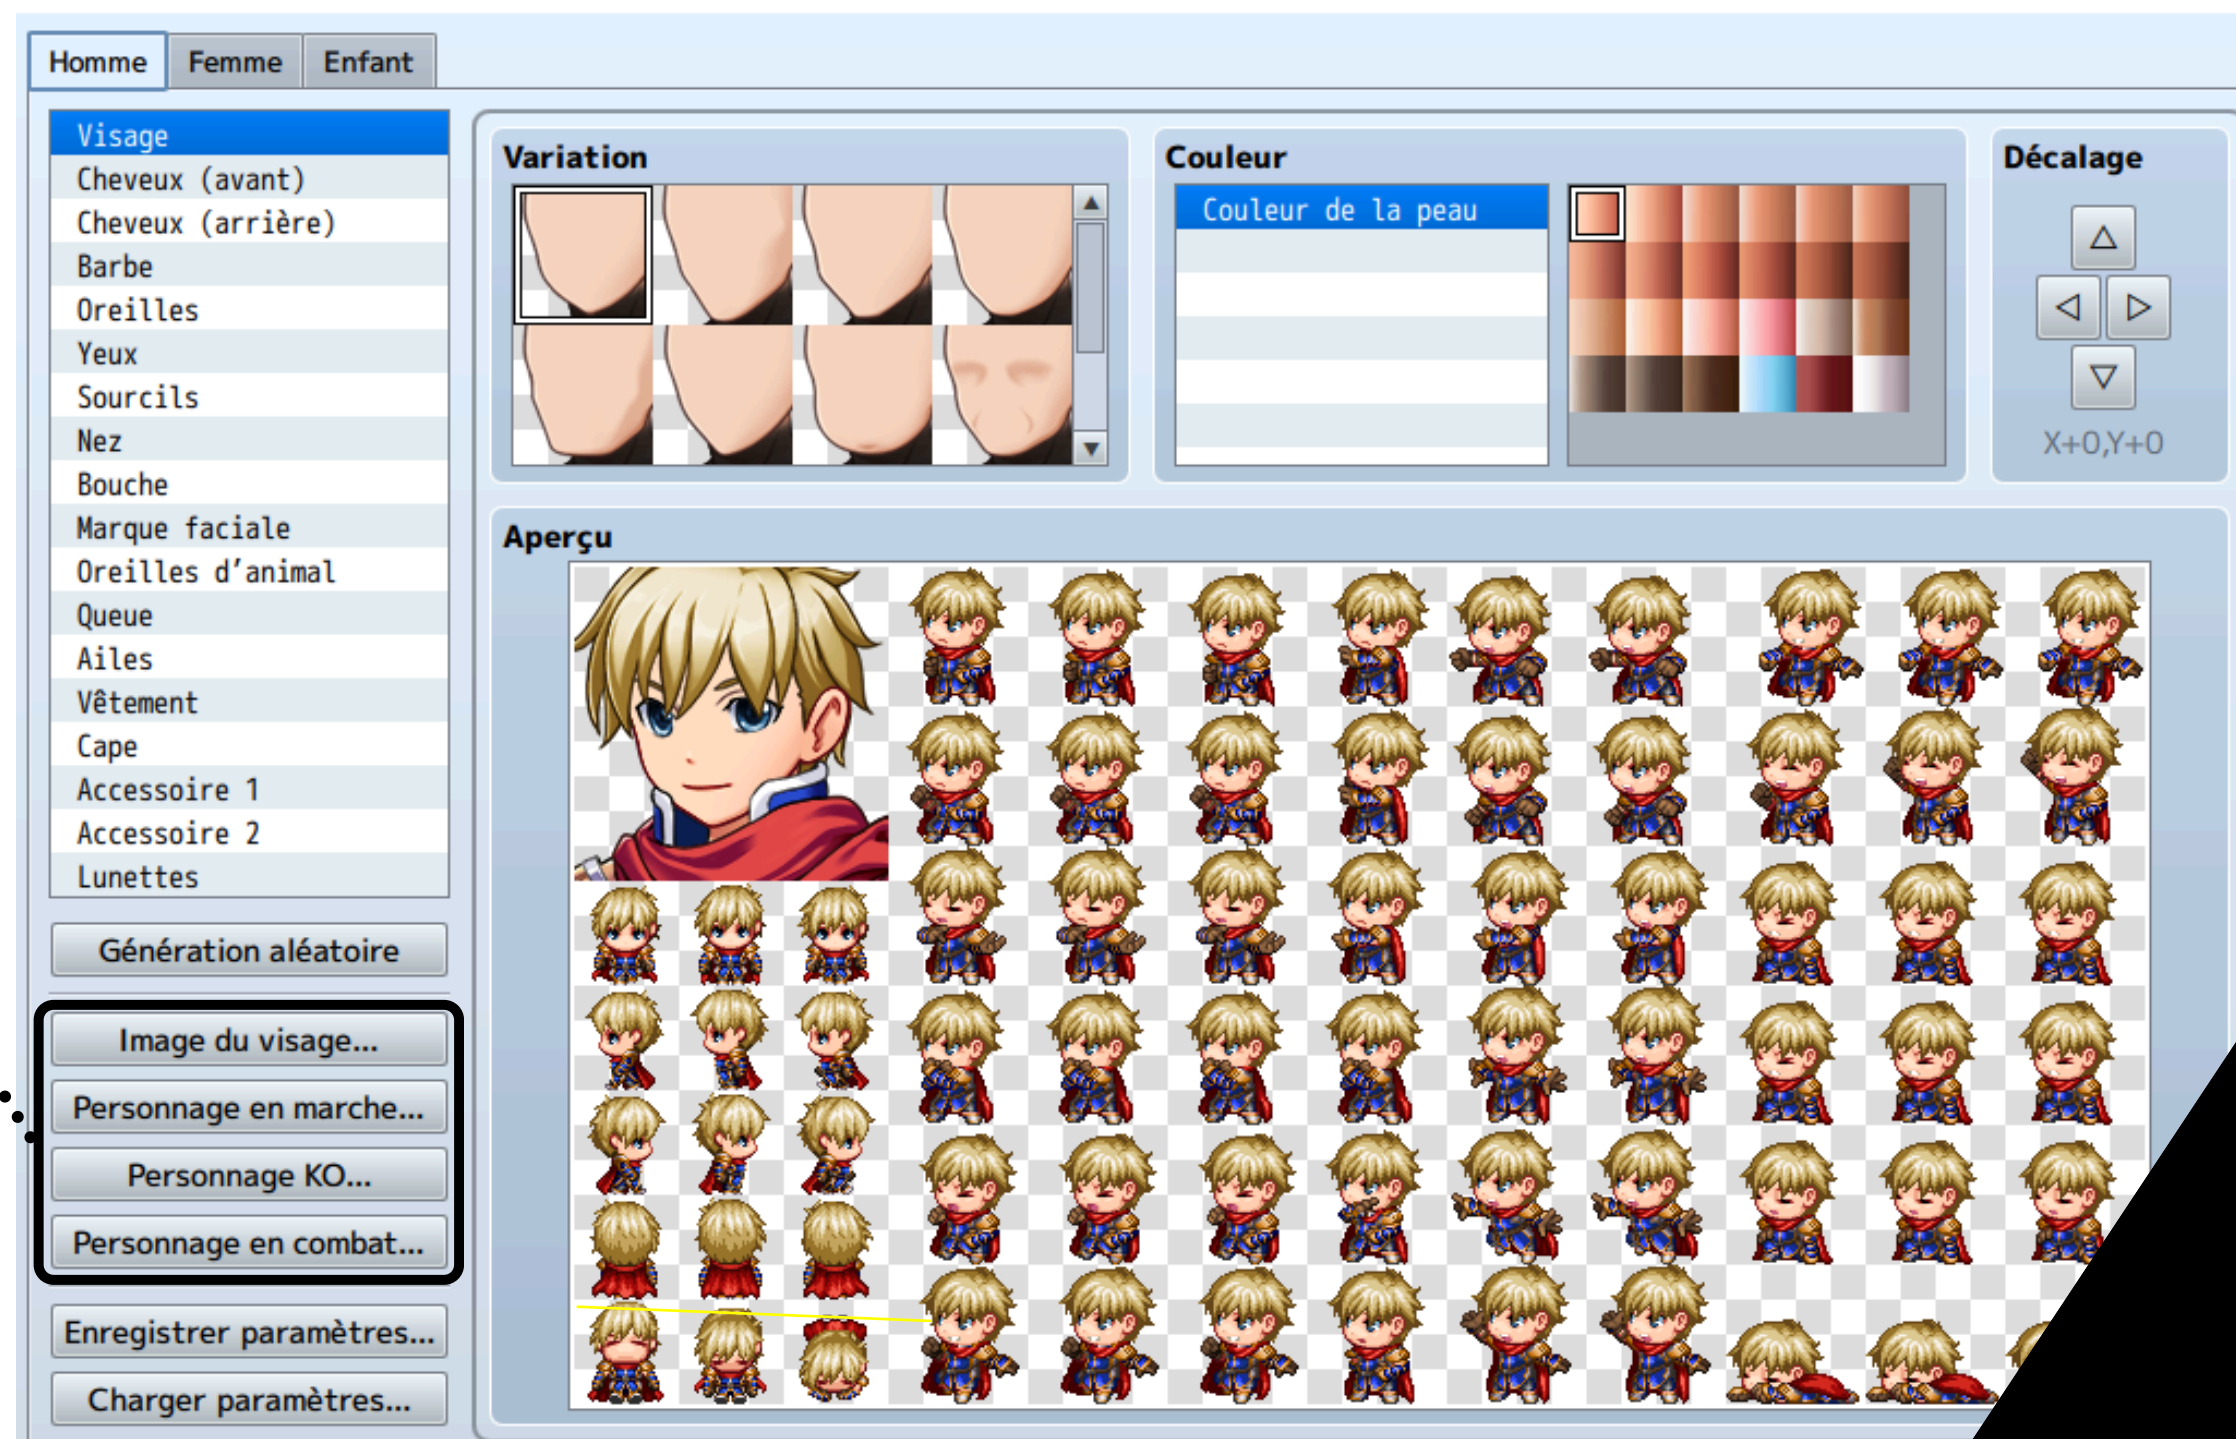 Homme Femme Enfant
Visage
Cheveux (avant)
Cheveux (arrière)
Barbe
Oreilles
Yeux
Sourcils
Nez
Bouche
Marque faciale
Oreilles d’animal
Queue
Ailes
Vêtement
Cape
Accessoire 1
Accessoire 2
Lunettes
Génération aléatoire
Image du visage...
Personnage en marche...
Personnage KO...
Personnage en combat...
Enregistrer paramètres...
Charger paramètres...
Variation
Couleur
Couleur de la peau
Décalage
X+0,Y+0
Aperçu